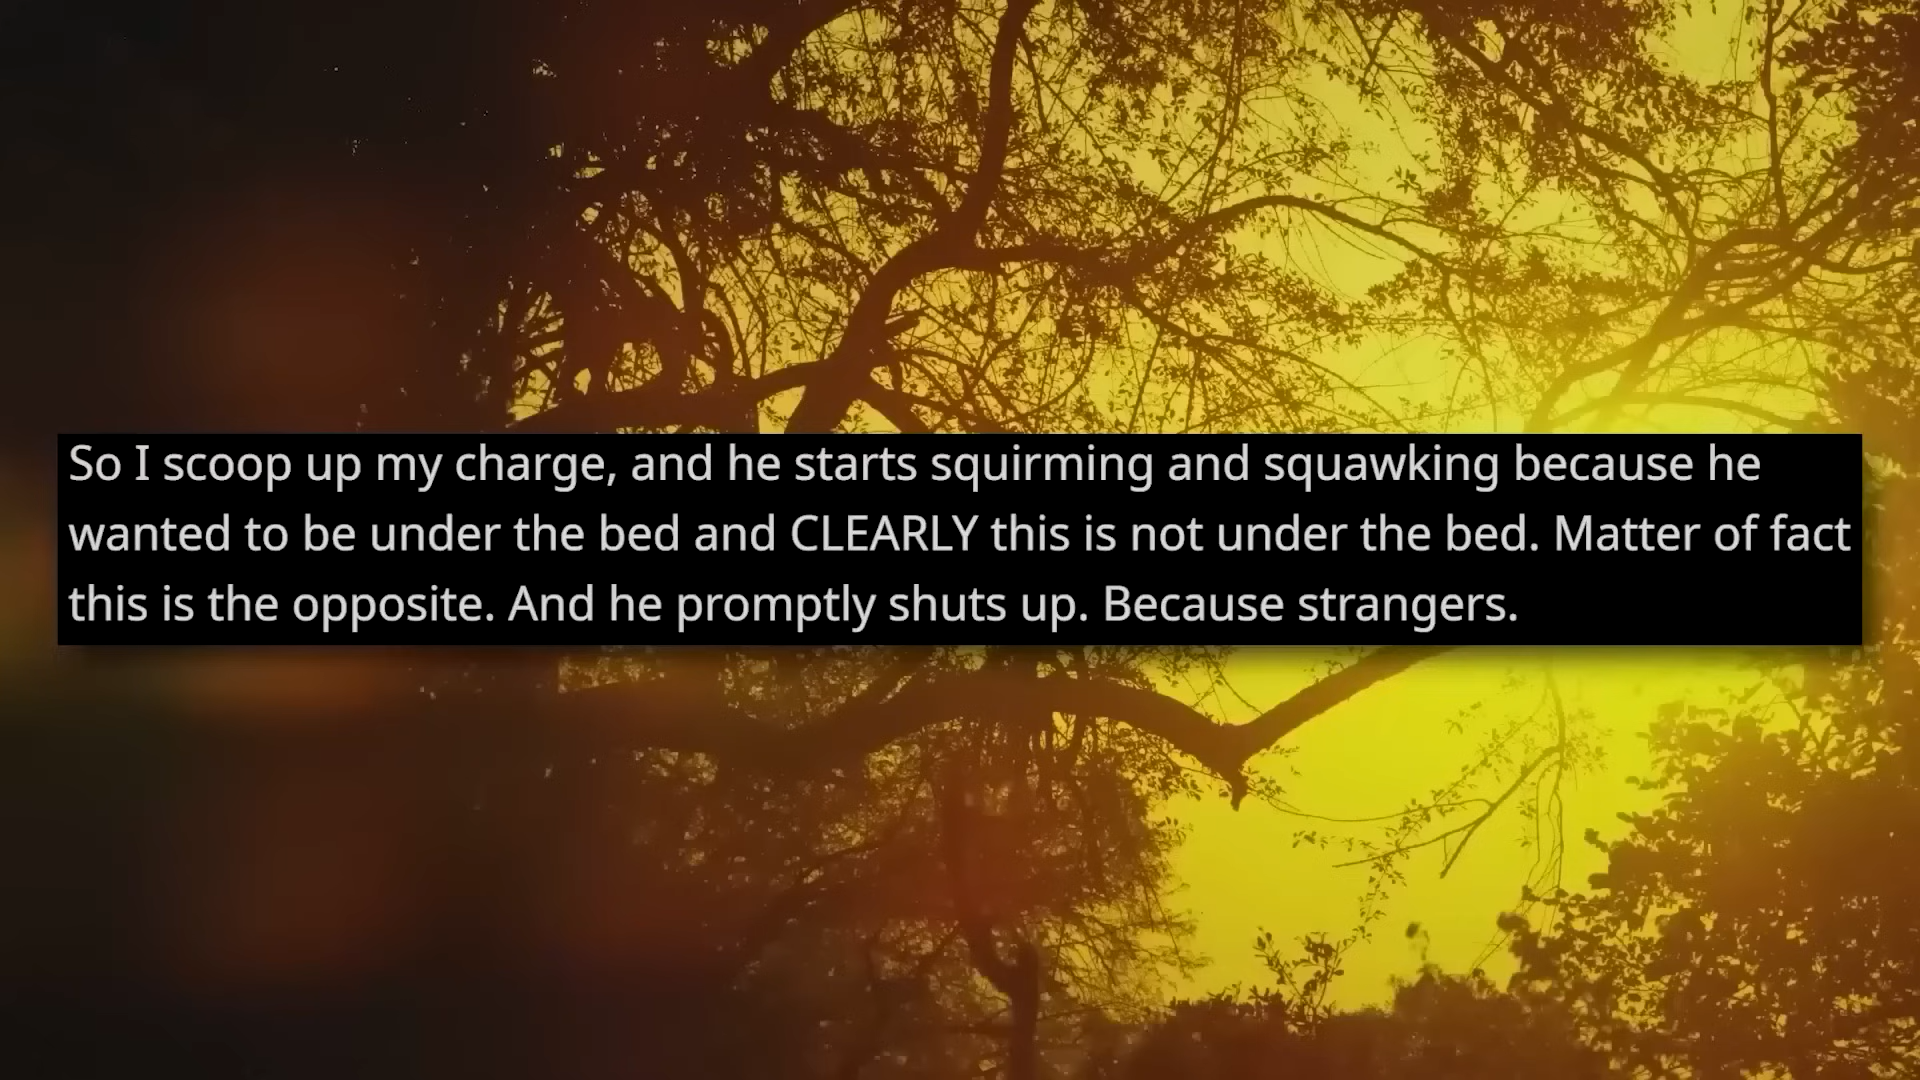 So I scoop up my charge, and he starts squirming and squawking because he
wanted to be under the bed and CLEARLY this is not under the bed. Matter of fact
this is the opposite. And he promptly shuts up. Because strangers.